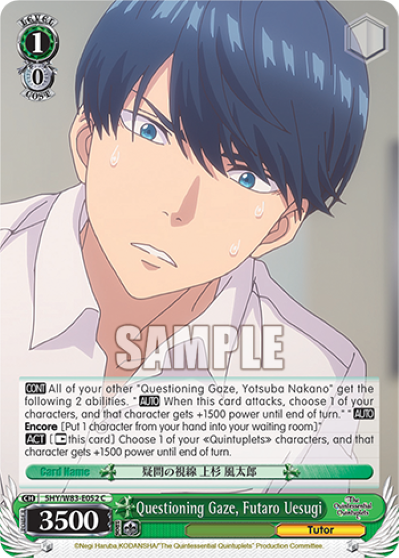 LEVEL
1
0
COST
SAMPLE
CONT All of your other "Questioning Gaze, Yotsuba Nakano" get the
following 2 abilities. "AUTO When this card attacks, choose 1 of your
characters, and that character gets +1500 power until end of turn." "AUTO
Encore [Put 1 character from your hand into your waiting room]"
ACT [this card] Choose 1 of your «Quintuplets» characters, and that
character gets +1500 power until end of turn.
Card Name 疑問の視線 上杉 風太郎
CH 5HY/W83-E052 C
3500
Questioning Gaze, Futaro Uesugi
The Quintessential Quintuplets
Tutor
©Negi Haruba,KODANSHA/"The Quintessential Quintuplets" Production Committee.